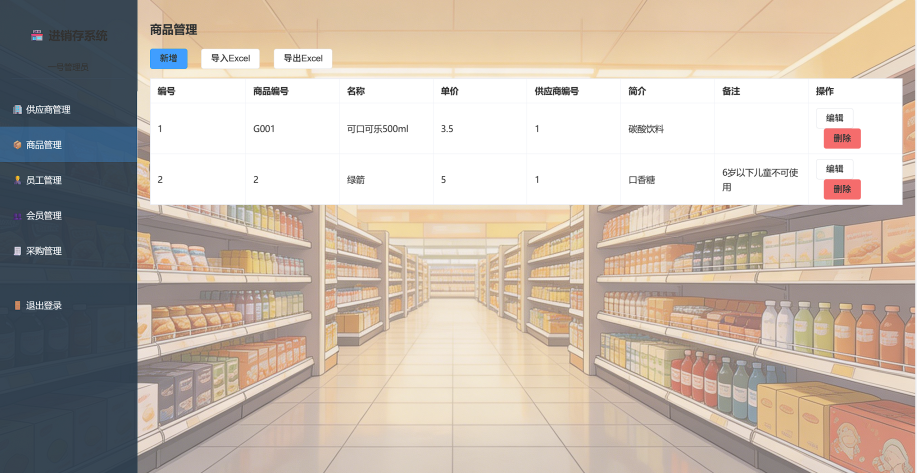 进销存系统
一号管理员
供应商管理
商品管理
员工管理
会员管理
采购管理
退出登录
商品管理
新增 导入Excel 导出Excel
编号 商品编号 名称 单价 供应商编号 简介 备注 操作
1 G001 可口可乐500ml 3.5 1 碳酸饮料 编辑
删除
2 2 绿箭 5 1 口香糖 6岁以下儿童不可使用 编辑
删除